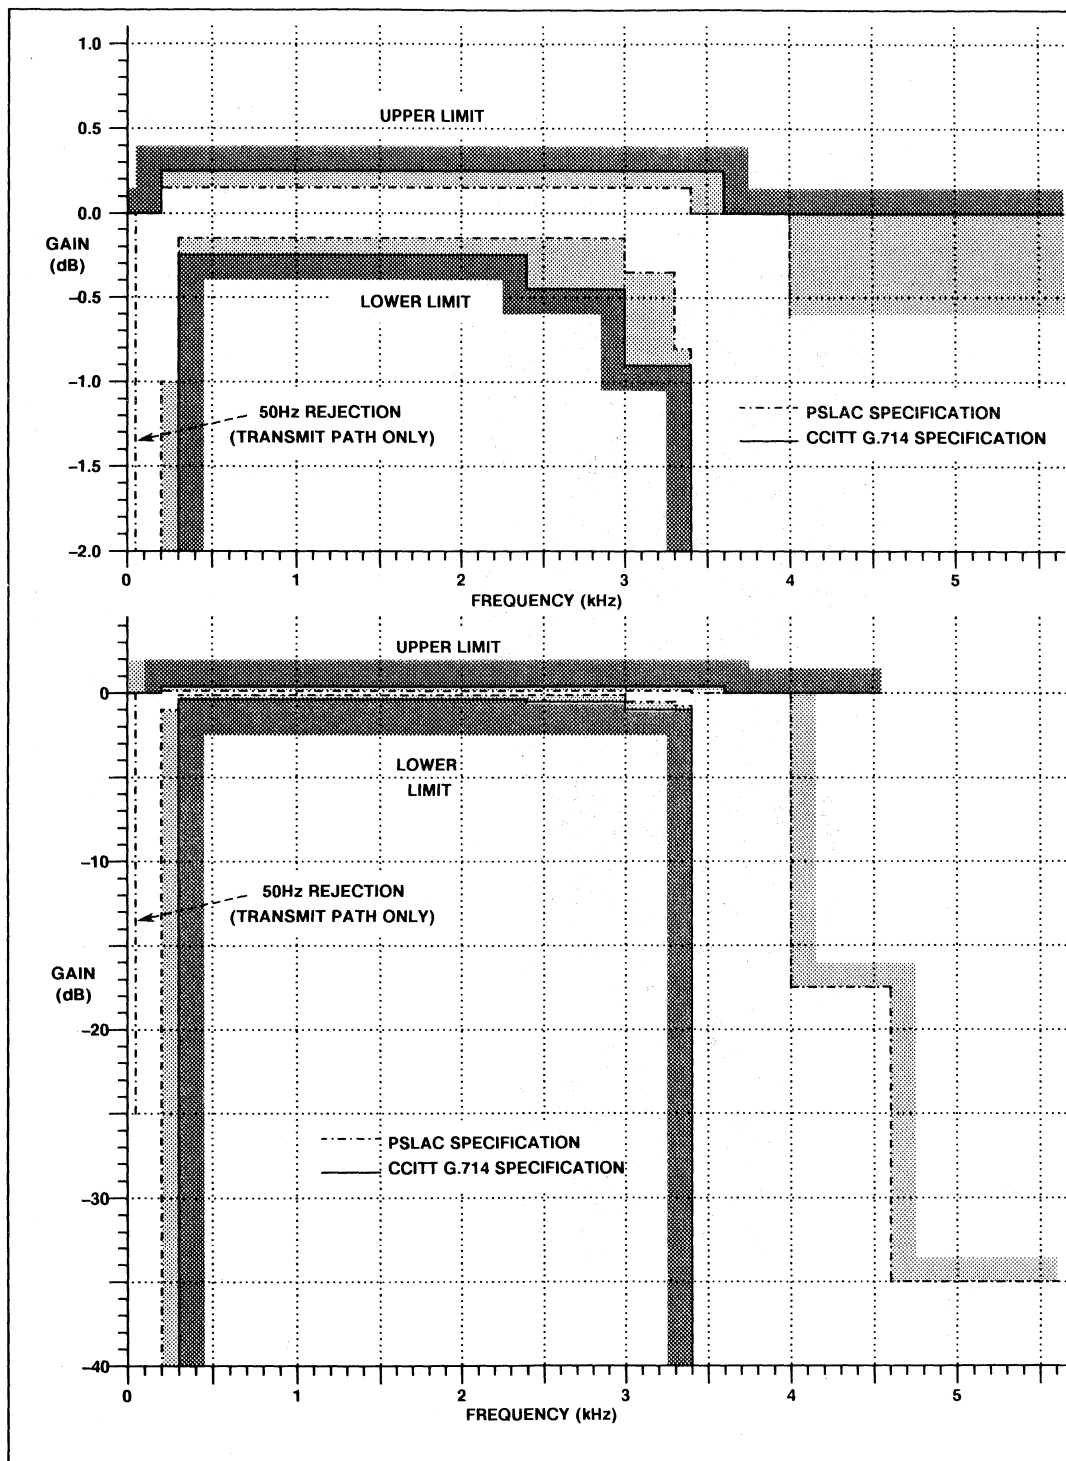 1.0
UPPER LIMIT
0.5
0.0
GAIN
(dB)
−0.5
LOWER LIMIT
−1.0
50Hz REJECTION
(TRANSMIT PATH ONLY)
PSLAC SPECIFICATION
CCITT G.714 SPECIFICATION
−1.5
−2.0
0 1 2 3 4 5
FREQUENCY (kHz)
UPPER LIMIT
0
LOWER
LIMIT
−10
50Hz REJECTION
(TRANSMIT PATH ONLY)
GAIN
(dB)
−20
PSLAC SPECIFICATION
CCITT G.714 SPECIFICATION
−30
−40
0 1 2 3 4 5
FREQUENCY (kHz)